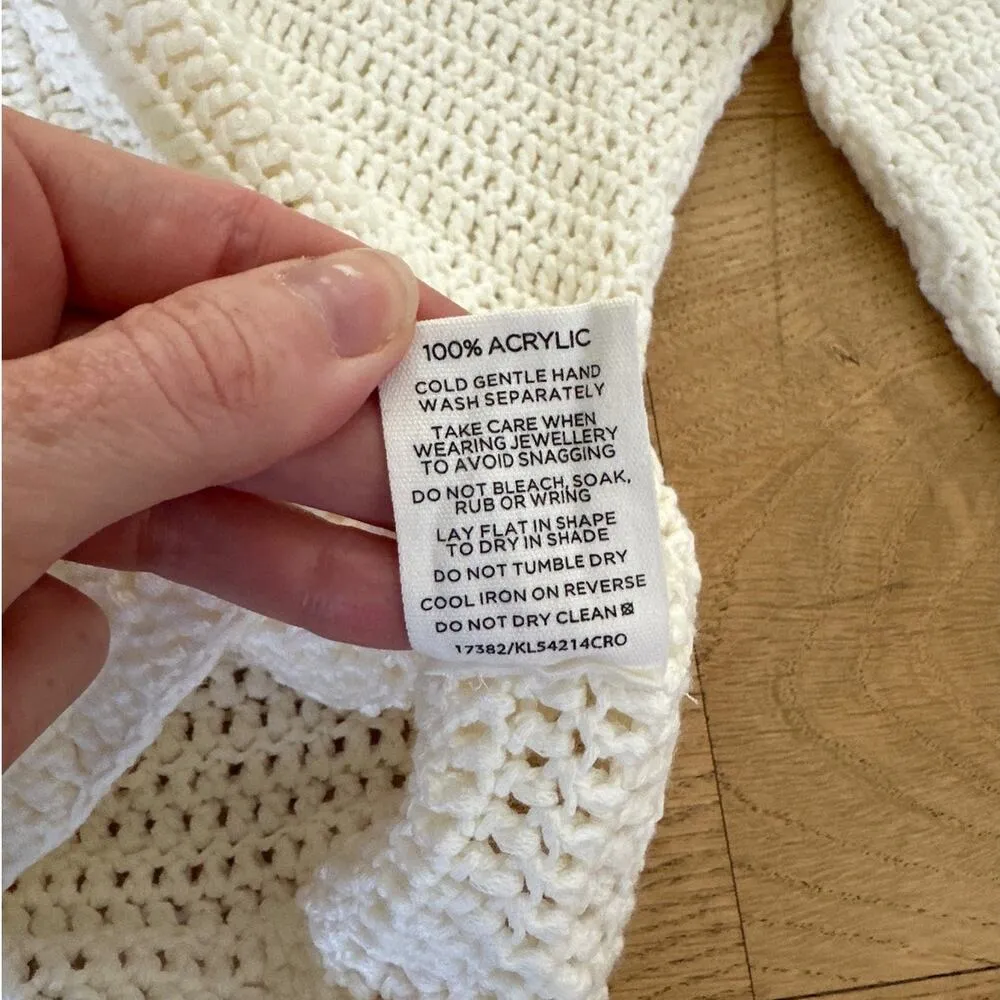 100% ACRYLIC
COLD GENTLE HAND
WASH SEPARATELY
TAKE CARE WHEN
WEARING JEWELLERY
TO AVOID SNAGGING
DO NOT BLEACH, SOAK,
RUB OR WRING
LAY FLAT IN SHAPE
TO DRY IN SHADE
DO NOT TUMBLE DRY
COOL IRON ON REVERSE
DO NOT DRY CLEAN
17382/KL54214CRO